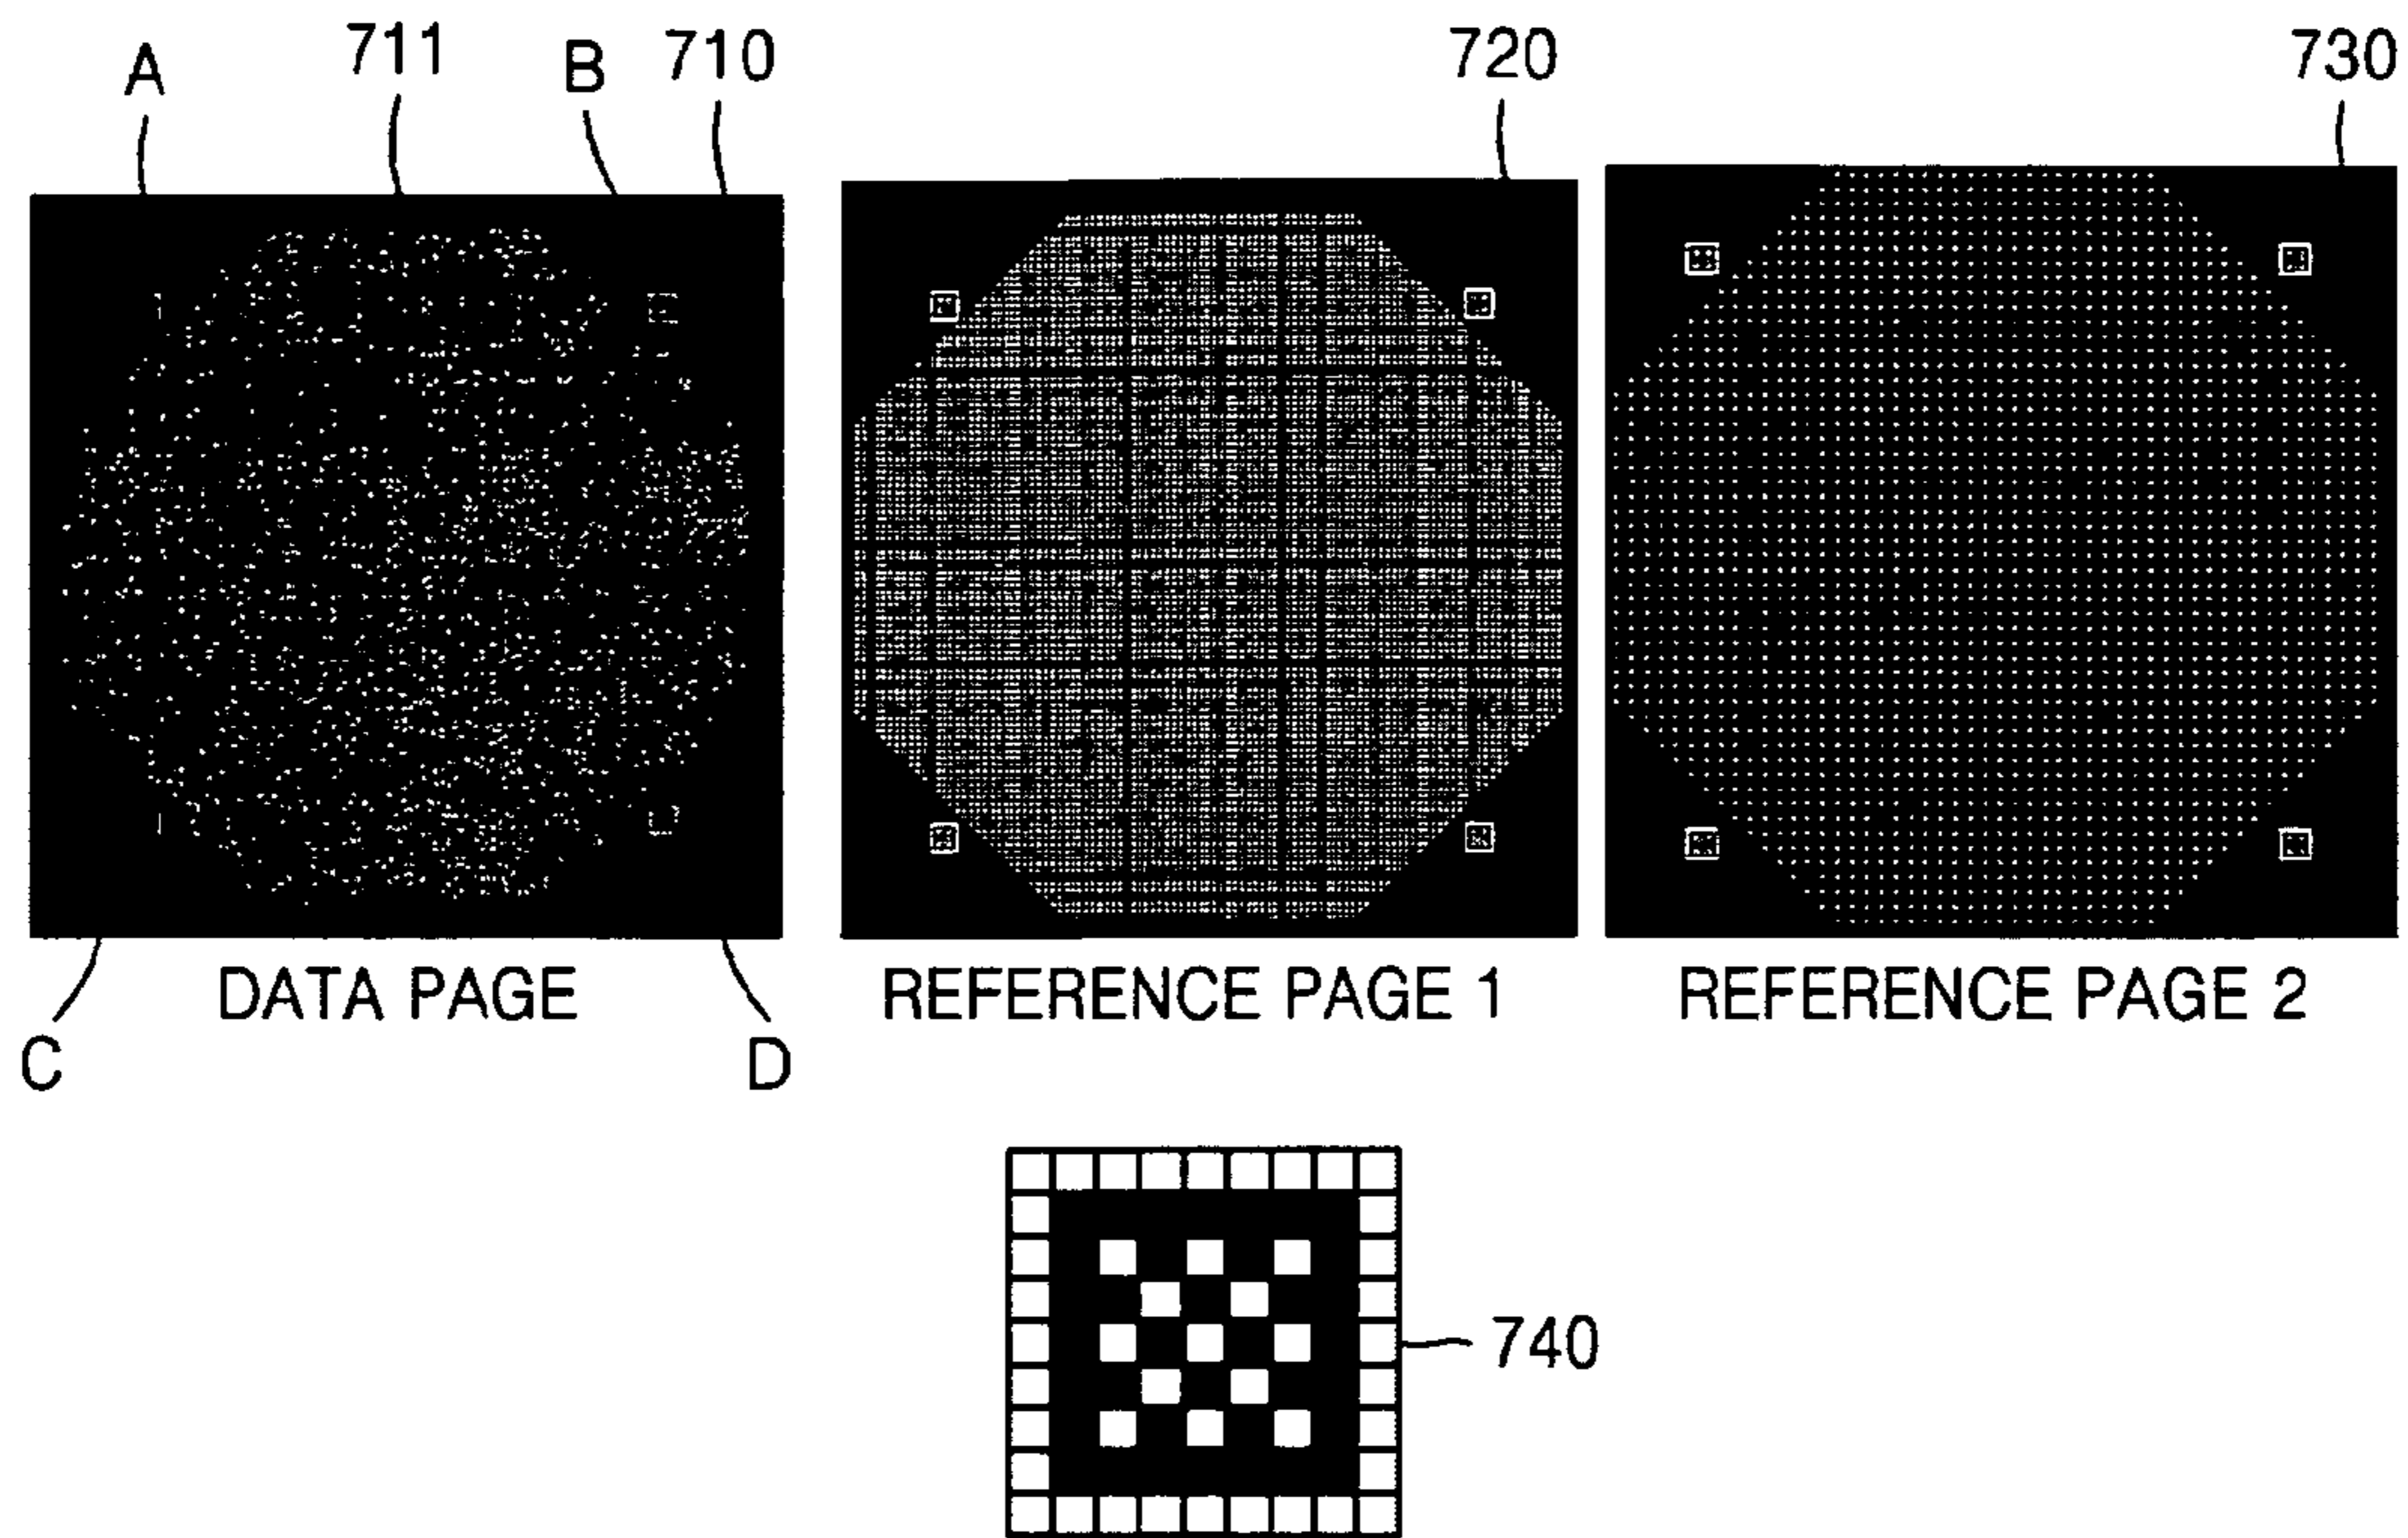 A 711 B 710 720 730
DATA PAGE REFERENCE PAGE 1 REFERENCE PAGE 2
C D
740